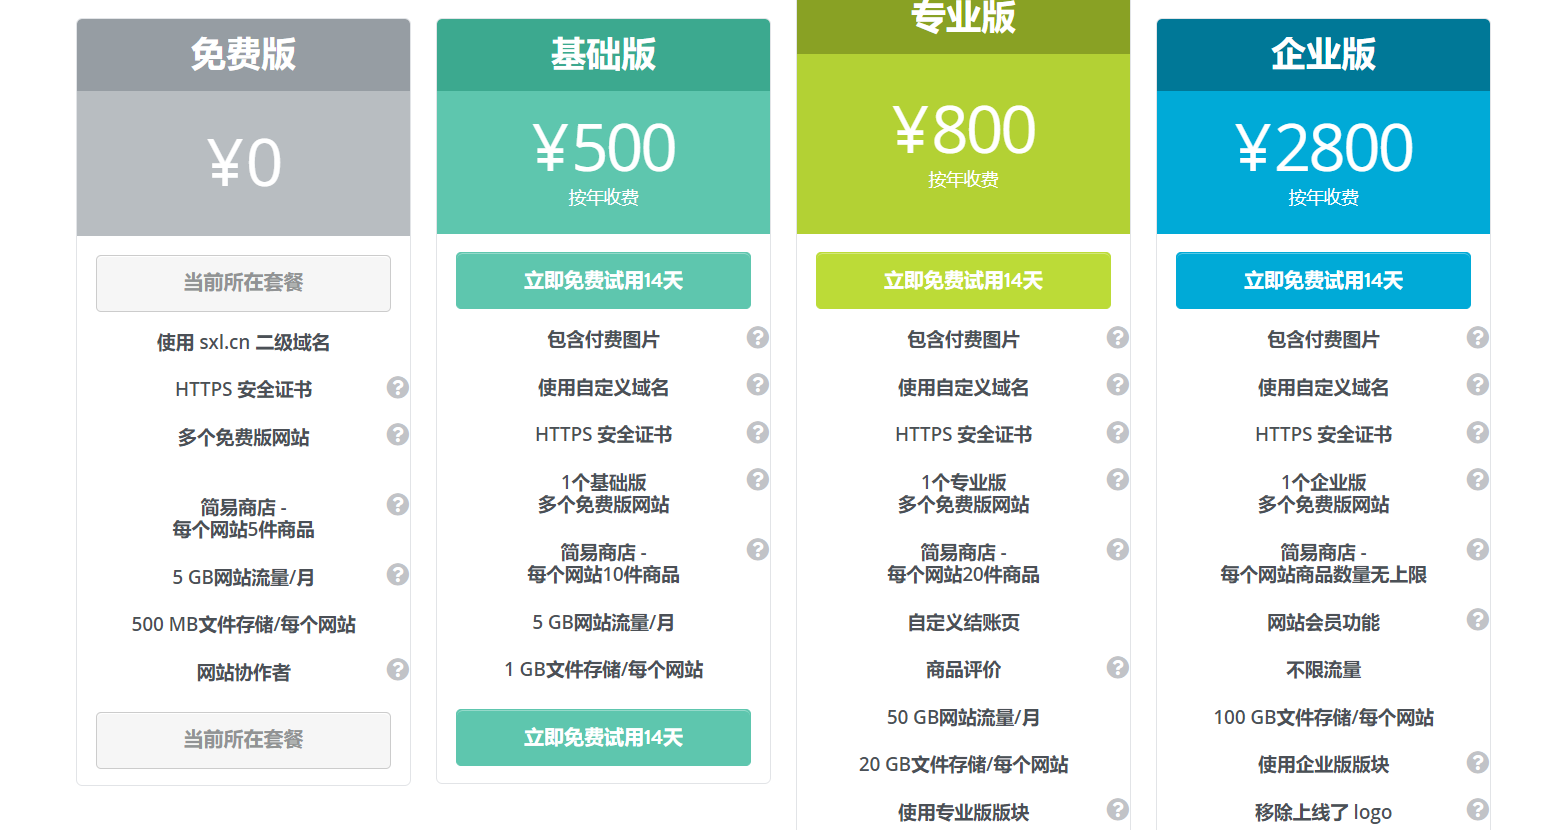 免费版
¥0
当前所在套餐
使用 sxl.cn 二级域名
HTTPS 安全证书
多个免费版网站
简易商店 -
每个网站5件商品
5 GB网站流量/月
500 MB文件存储/每个网站
网站协作者
当前所在套餐
基础版
¥500
按年收费
立即免费试用14天
包含付费图片
使用自定义域名
HTTPS 安全证书
1个基础版
多个免费版网站
简易商店 -
每个网站10件商品
5 GB网站流量/月
1 GB文件存储/每个网站
立即免费试用14天
专业版
¥800
按年收费
立即免费试用14天
包含付费图片
使用自定义域名
HTTPS 安全证书
1个专业版
多个免费版网站
简易商店 -
每个网站20件商品
自定义结账页
商品评价
50 GB网站流量/月
20 GB文件存储/每个网站
使用专业版版块
企业版
¥2800
按年收费
立即免费试用14天
包含付费图片
使用自定义域名
HTTPS 安全证书
1个企业版
多个免费版网站
简易商店 -
每个网站商品数量无上限
网站会员功能
不限流量
100 GB文件存储/每个网站
使用企业版版块
移除上线了 logo